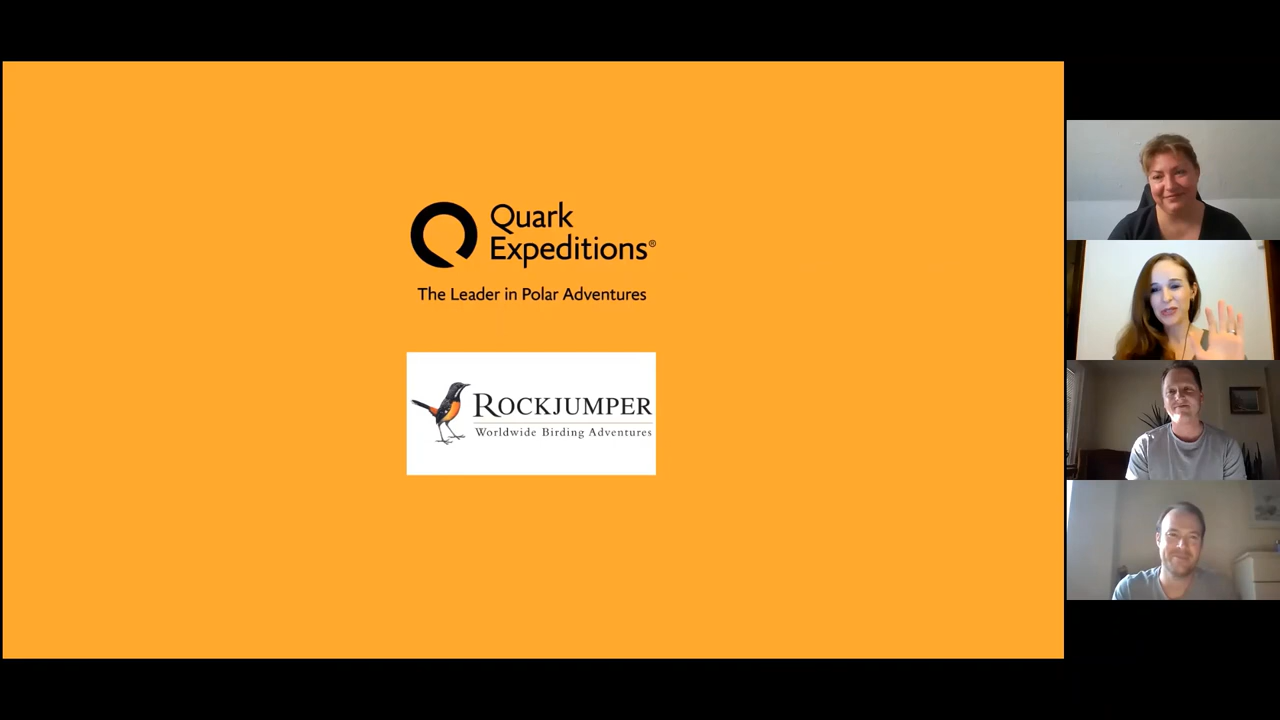 Quark
Expeditions®
The Leader in Polar Adventures
ROCKJUMPER
Worldwide Birding Adventures